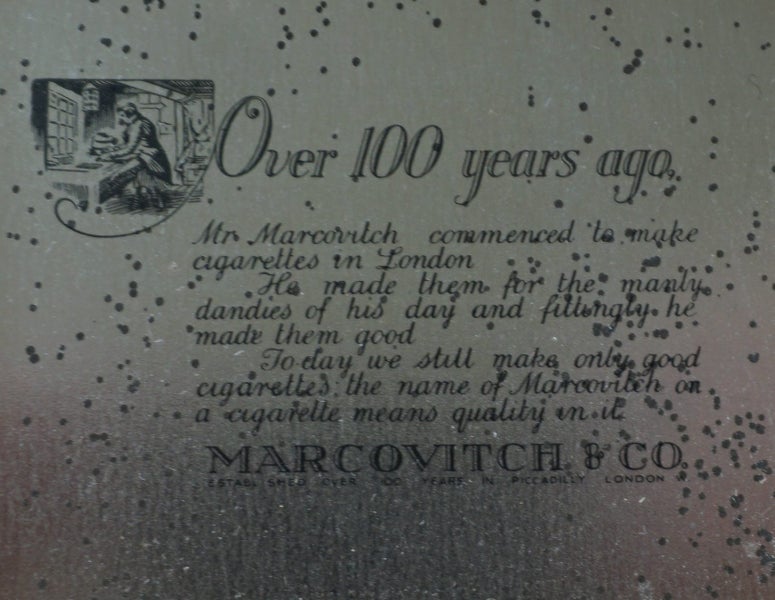 Over 100 years ago,
Mr. Marcovitch commenced to make
cigarettes in London
He made them for the manly
dandies of his day and fittingly he
made them good
To-day we still make only good
cigarettes: the name of Marcovitch on
a cigarette means quality in it.
MARCOVITCH & CO.
ESTABLISHED OVER 100 YEARS IN PICCADILLY LONDON W.